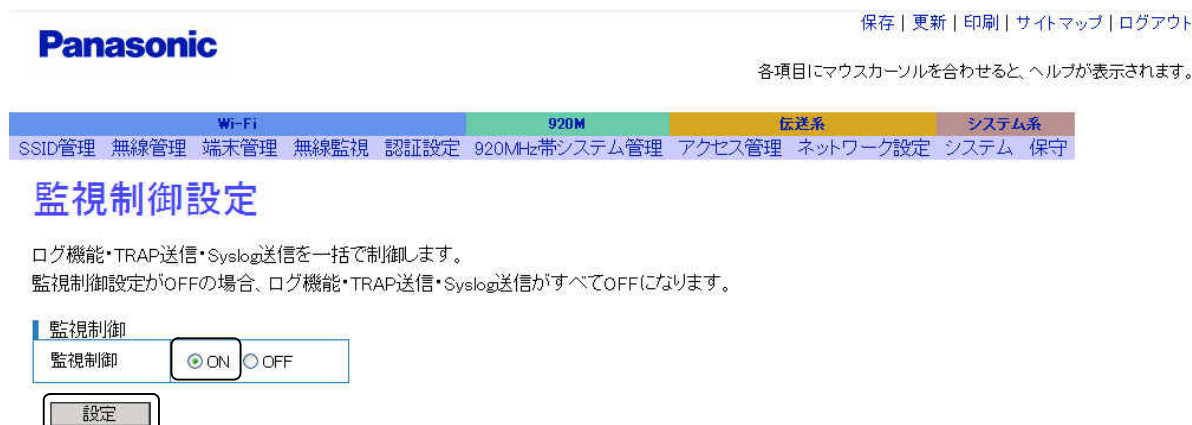 保存 | 更新 | 印刷 | サイトマップ | ログアウト
Panasonic
各項目にマウスカーソルを合わせると、ヘルプが表示されます。
Wi-Fi 920M 伝送系 システム系
SSID管理 無線管理 端末管理 無線監視 認証設定 920MHz帯システム管理 アクセス管理 ネットワーク設定 システム 保守
監視制御設定
ログ機能・TRAP送信・Syslog送信を一括で制御します。
監視制御設定がOFFの場合、ログ機能・TRAP送信・Syslog送信がすべてOFFになります。
監視制御
監視制御 ON OFF
設定